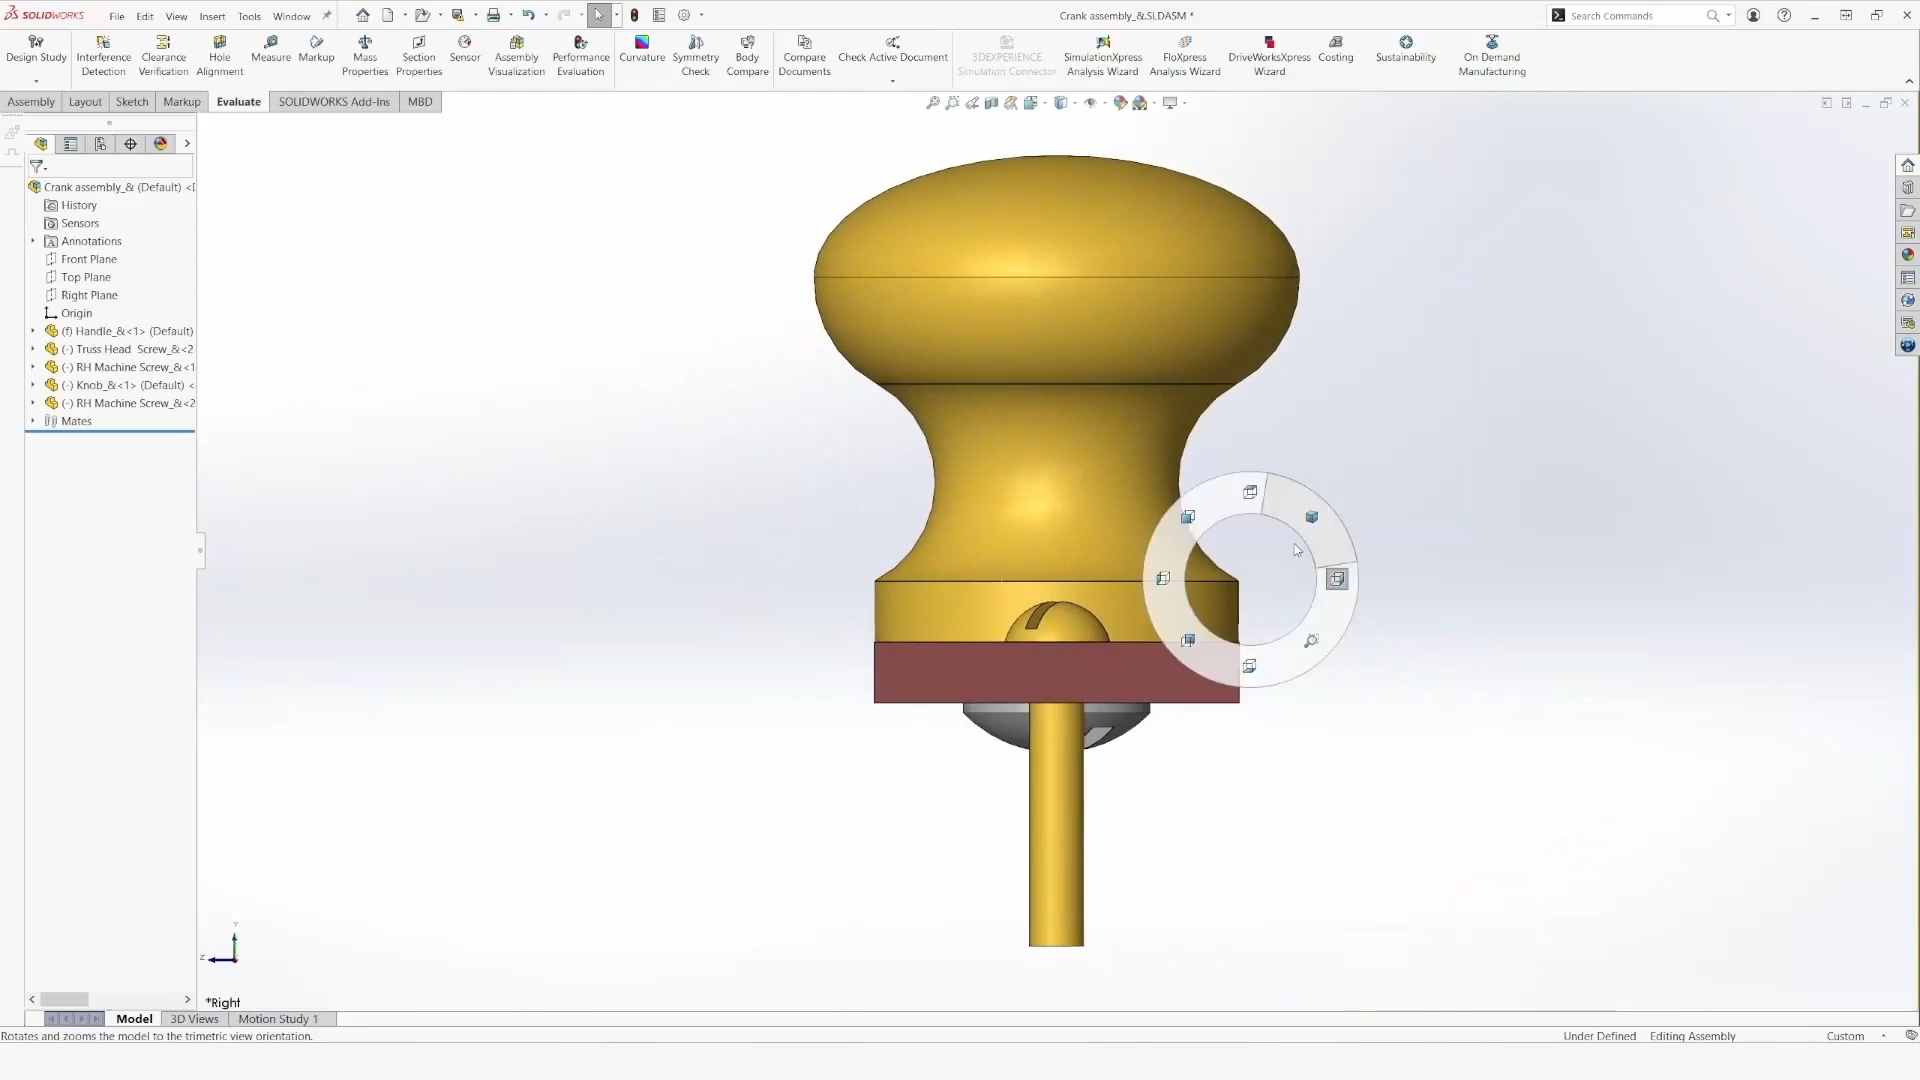 SOLIDWORKS File Edit View Insert Tools Window Crank assembly_&.SLDASM * Search Commands
Design Study
Interference Detection
Clearance Verification
Hole Alignment
Measure
Markup
Mass Properties
Section Properties
Sensor
Assembly Visualization
Performance Evaluation
Curvature
Symmetry Check
Body Compare
Compare Documents
Check Active Document
3DEXPERIENCE Simulation Connector
SimulationXpress Analysis Wizard
FloXpress Analysis Wizard
DriveWorksXpress Wizard
Costing
Sustainability
On Demand Manufacturing
Assembly Layout Sketch Markup Evaluate SOLIDWORKS Add-Ins MBD
Crank assembly_& (Default) <
History
Sensors
Annotations
Front Plane
Top Plane
Right Plane
Origin
(f) Handle_&<1> (Default)
(-) Truss Head Screw_&<2
(-) RH Machine Screw_&<1
(-) Knob_&<1> (Default) <
(-) RH Machine Screw_&<2
Mates
Y
Z
*Right
Model 3D Views Motion Study 1
Rotates and zooms the model to the trimetric view orientation. Under Defined Editing Assembly Custom